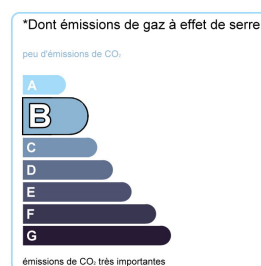 *Dont émissions de gaz à effet de serre
peu d'émissions de CO₂
A
B
C
D
E
F
G
émissions de CO₂ très importantes